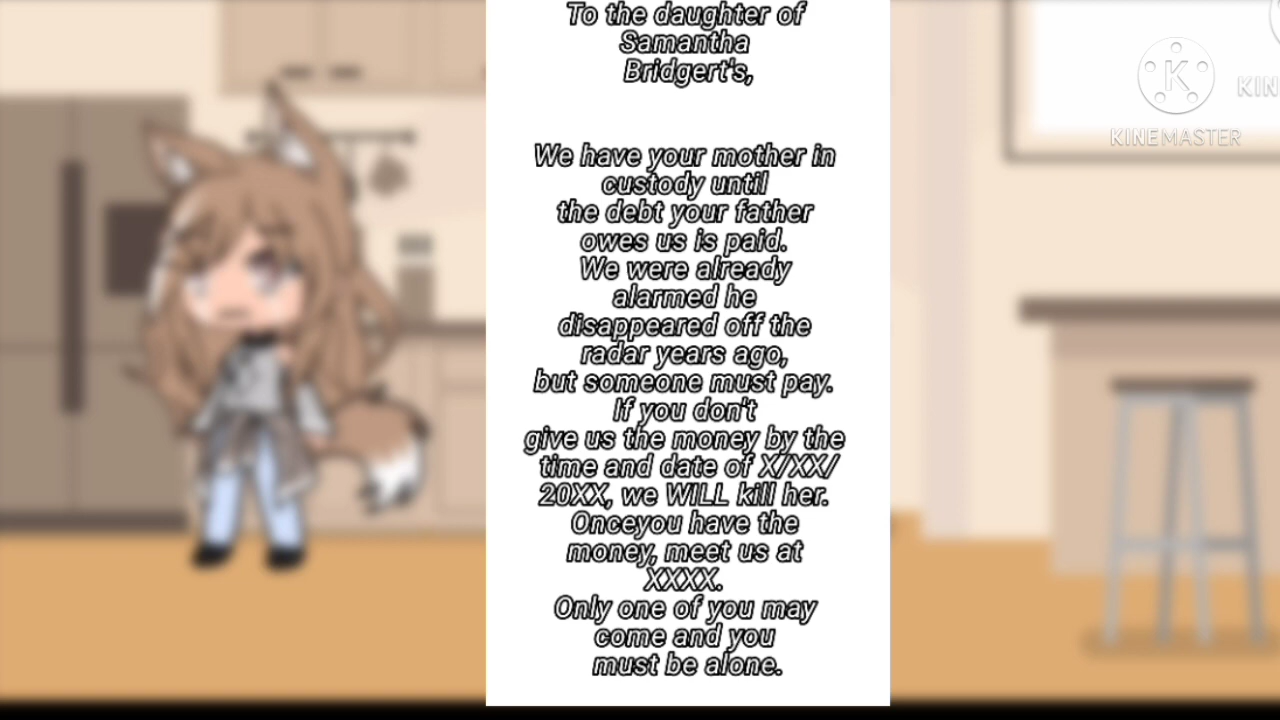 To the daughter of
Samantha
Bridgert's,
We have your mother in
custody until
the debt your father
owes us is paid.
We were already
alarmed he
disappeared off the
radar years ago,
but someone must pay.
If you don't
give us the money by the
time and date of X/XX/
20XX, we WILL kill her.
Onceyou have the
money, meet us at
XXXX.
Only one of you may
come and you
must be alone.
K
KINEMASTER
KIN